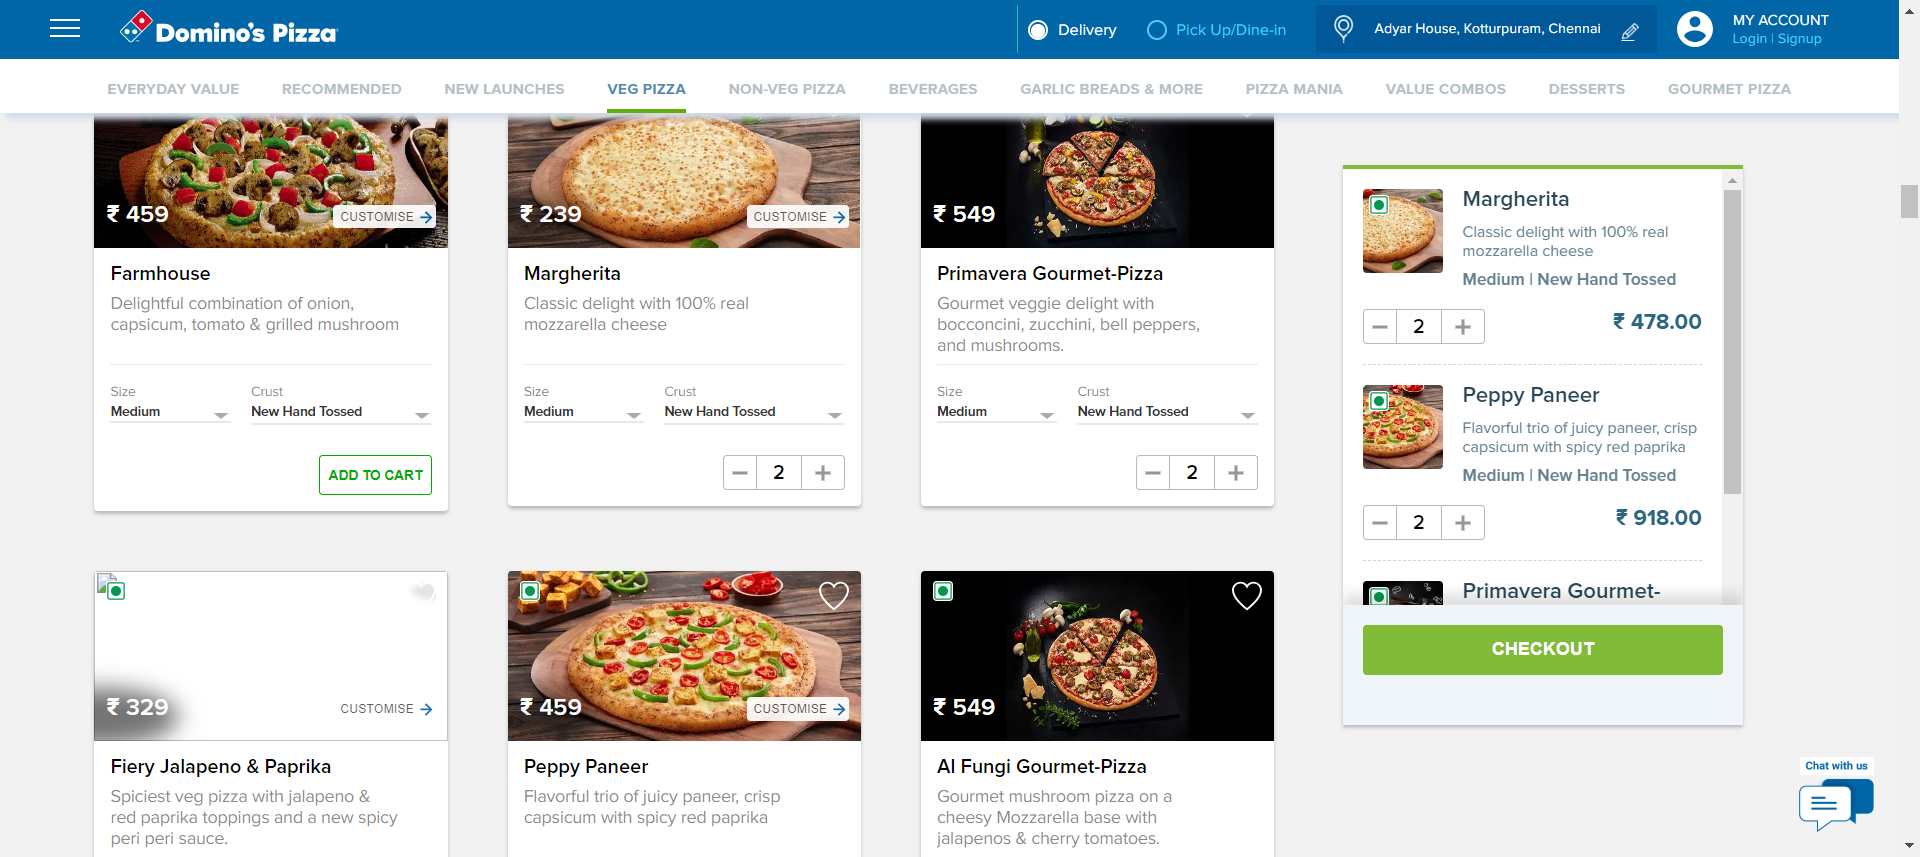 Domino's Pizza
Delivery
Pick Up/Dine-in
Adyar House, Kotturpuram, Chennai
MY ACCOUNT
Login | Signup
EVERYDAY VALUE
RECOMMENDED
NEW LAUNCHES
VEG PIZZA
NON-VEG PIZZA
BEVERAGES
GARLIC BREADS & MORE
PIZZA MANIA
VALUE COMBOS
DESSERTS
GOURMET PIZZA
₹ 459
CUSTOMISE
Farmhouse
Delightful combination of onion,
capsicum, tomato & grilled mushroom
Size
Crust
Medium
New Hand Tossed
ADD TO CART
₹ 239
CUSTOMISE
Margherita
Classic delight with 100% real
mozzarella cheese
Size
Crust
Medium
New Hand Tossed
2
₹ 549
Primavera Gourmet-Pizza
Gourmet veggie delight with
bocconcini, zucchini, bell peppers,
and mushrooms.
Size
Crust
Medium
New Hand Tossed
2
₹ 329
CUSTOMISE
Fiery Jalapeno & Paprika
Spiciest veg pizza with jalapeno &
red paprika toppings and a new spicy
peri peri sauce.
₹ 459
CUSTOMISE
Peppy Paneer
Flavorful trio of juicy paneer, crisp
capsicum with spicy red paprika
₹ 549
Al Fungi Gourmet-Pizza
Gourmet mushroom pizza on a
cheesy Mozzarella base with
jalapenos & cherry tomatoes.
Margherita
Classic delight with 100% real
mozzarella cheese
Medium | New Hand Tossed
2
₹ 478.00
Peppy Paneer
Flavorful trio of juicy paneer, crisp
capsicum with spicy red paprika
Medium | New Hand Tossed
2
₹ 918.00
Primavera Gourmet-
CHECKOUT
Chat with us